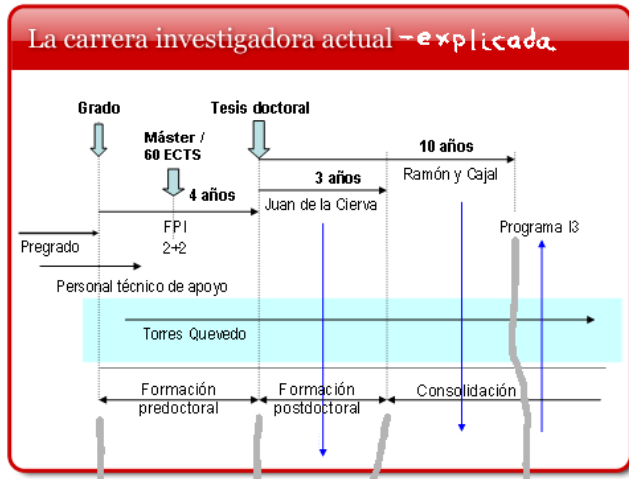 La carrera investigadora actual -explicada
Grado
Tesis doctoral
Máster /
60 ECTS
10 años
4 años
3 años
Ramón y Cajal
Juan de la Cierva
FPI
2+2
Programa I3
Pregrado
Personal técnico de apoyo
Torres Quevedo
Formación
predoctoral
Formación
postdoctoral
Consolidación